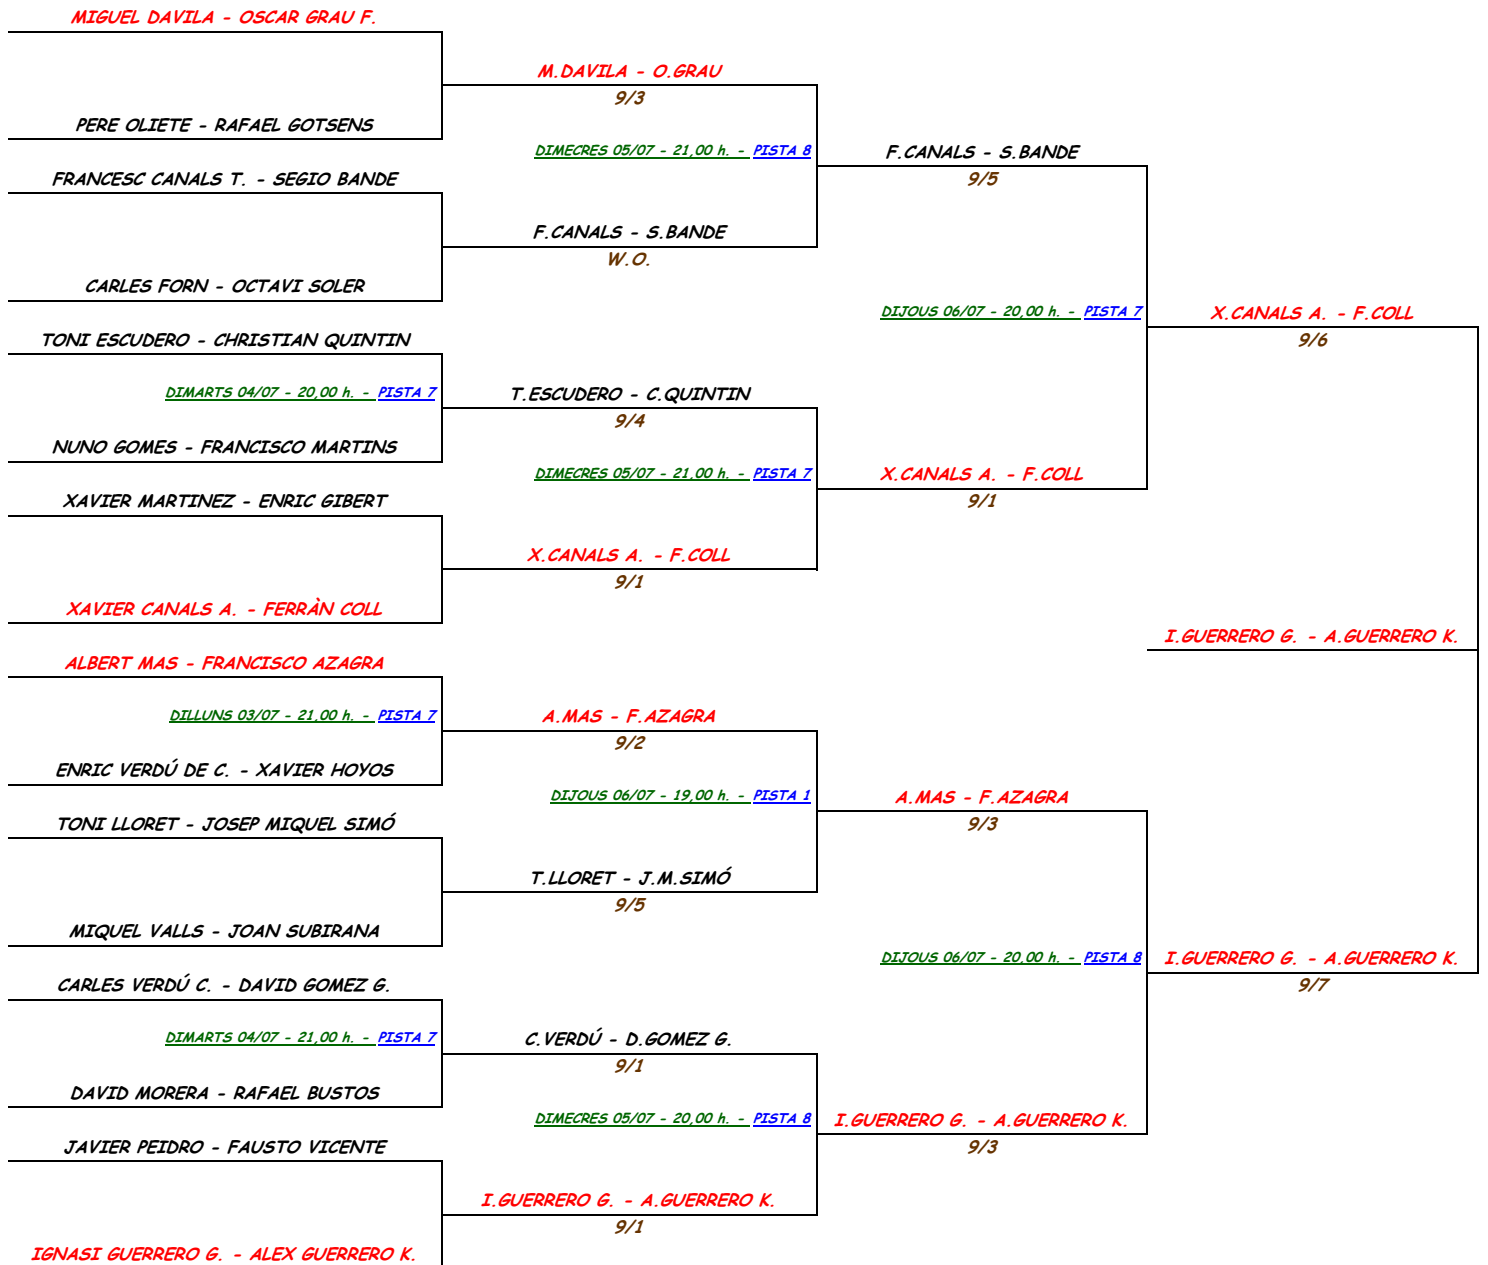 MIGUEL DAVILA - OSCAR GRAU F.
M.DAVILA - O.GRAU
9/3
PERE OLIETE - RAFAEL GOTSENS
DIMECRES 05/07 - 21,00 h. - PISTA 8
F.CANALS - S.BANDE
9/5
FRANCESC CANALS T. - SEGIO BANDE
F.CANALS - S.BANDE
W.O.
CARLES FORN - OCTAVI SOLER
DIJOUS 06/07 - 20,00 h. - PISTA 7
X.CANALS A. - F.COLL
9/6
TONI ESCUDERO - CHRISTIAN QUINTIN
DIMARTS 04/07 - 20,00 h. - PISTA 7
T.ESCUDERO - C.QUINTIN
9/4
NUNO GOMES - FRANCISCO MARTINS
DIMECRES 05/07 - 21,00 h. - PISTA 7
X.CANALS A. - F.COLL
9/1
XAVIER MARTINEZ - ENRIC GIBERT
X.CANALS A. - F.COLL
9/1
XAVIER CANALS A. - FERRÀN COLL
I.GUERRERO G. - A.GUERRERO K.
ALBERT MAS - FRANCISCO AZAGRA
DILLUNS 03/07 - 21,00 h. - PISTA 7
A.MAS - F.AZAGRA
9/2
ENRIC VERDÚ DE C. - XAVIER HOYOS
DIJOUS 06/07 - 19,00 h. - PISTA 1
A.MAS - F.AZAGRA
9/3
TONI LLORET - JOSEP MIQUEL SIMÓ
T.LLORET - J.M.SIMÓ
9/5
MIQUEL VALLS - JOAN SUBIRANA
DIJOUS 06/07 - 20,00 h. - PISTA 8
I.GUERRERO G. - A.GUERRERO K.
9/7
CARLES VERDÚ C. - DAVID GOMEZ G.
DIMARTS 04/07 - 21,00 h. - PISTA 7
C.VERDÚ - D.GOMEZ G.
9/1
DAVID MORERA - RAFAEL BUSTOS
DIMECRES 05/07 - 20,00 h. - PISTA 8
I.GUERRERO G. - A.GUERRERO K.
9/3
JAVIER PEIDRO - FAUSTO VICENTE
I.GUERRERO G. - A.GUERRERO K.
9/1
IGNASI GUERRERO G. - ALEX GUERRERO K.